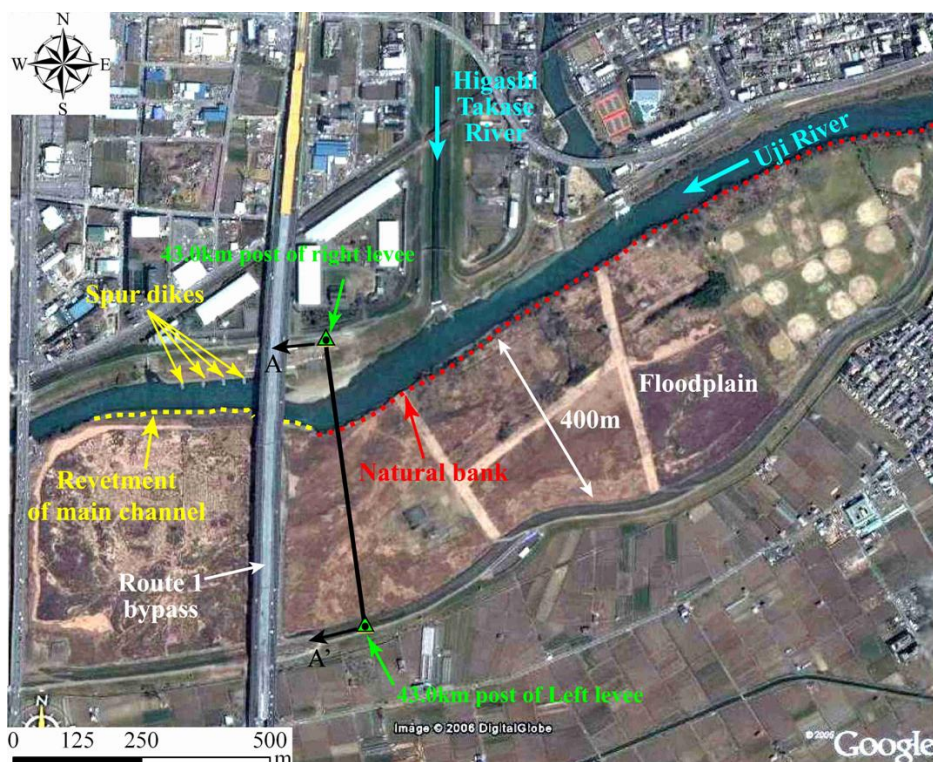 N
W E
S
Higashi
Takase
River
Uji River
43.0km post of right levee
Spur dikes
A
Floodplain
400m
Natural bank
Revetment
of main channel
Route 1
bypass
A'
43.0km post of Left levee
Image © 2006 DigitalGlobe
© 2006 Google
0 125 250 500
m